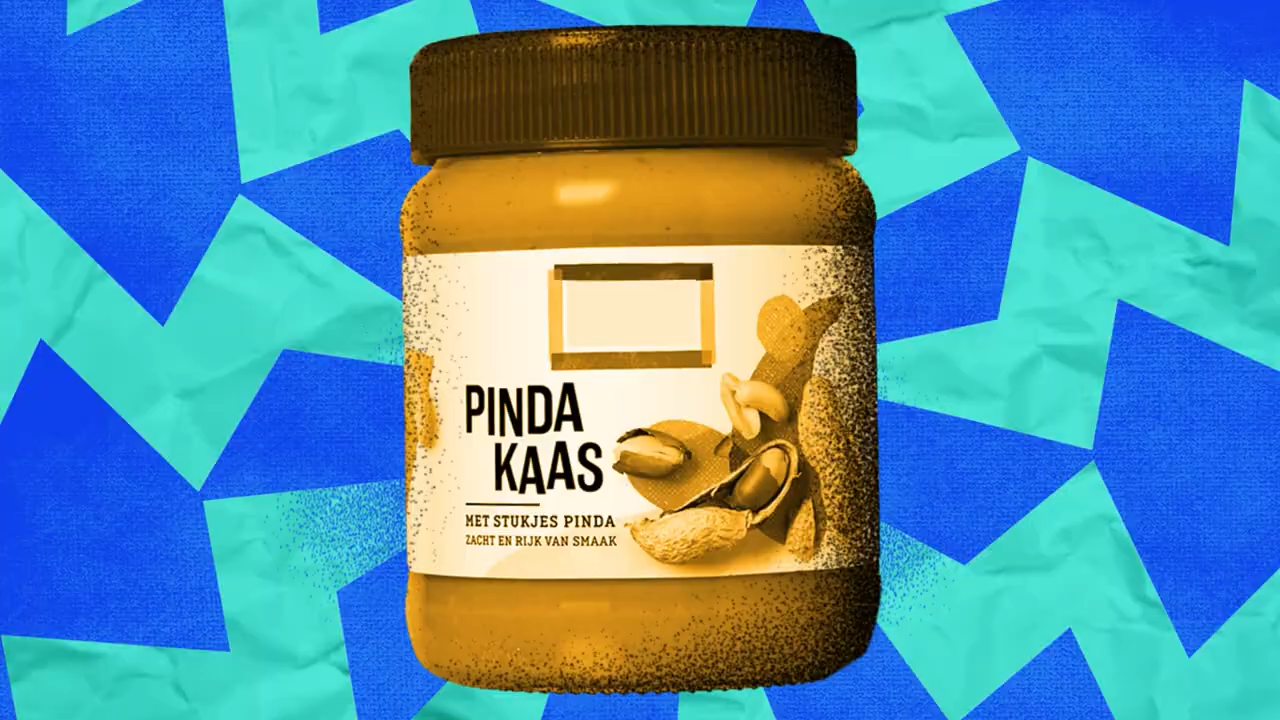 PINDA
KAAS
MET STUKJES PINDA
ZACHT EN RIJK VAN SMAAK